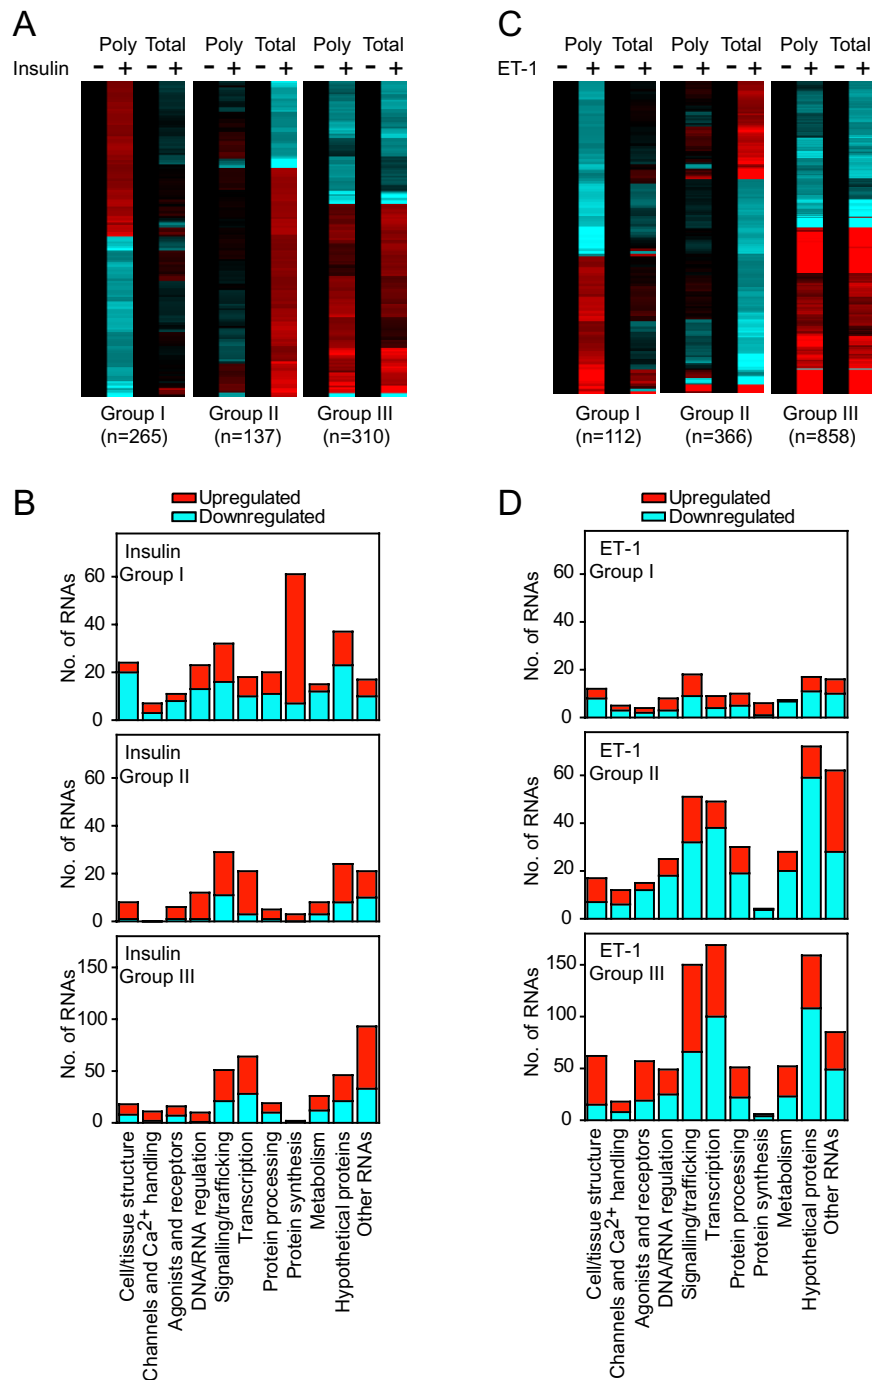 A
Poly Total Poly Total Poly Total
Insulin - + - + - + - + - + - +
Group I Group II Group III
(n=265) (n=137) (n=310)
C
Poly Total Poly Total Poly Total
ET-1 - + - + - + - + - + - +
Group I Group II Group III
(n=112) (n=366) (n=858)
B
Upregulated
Downregulated
Insulin
Group I
No. of RNAs
60
40
20
0
Insulin
Group II
No. of RNAs
60
40
20
0
Insulin
Group III
No. of RNAs
150
100
50
0
Cell/tissue structure
Channels and Ca2+ handling
Agonists and receptors
DNA/RNA regulation
Signalling/trafficking
Transcription
Protein processing
Protein synthesis
Metabolism
Hypothetical proteins
Other RNAs
D
Upregulated
Downregulated
ET-1
Group I
No. of RNAs
60
40
20
0
ET-1
Group II
No. of RNAs
60
40
20
0
ET-1
Group III
No. of RNAs
150
100
50
0
Cell/tissue structure
Channels and Ca2+ handling
Agonists and receptors
DNA/RNA regulation
Signalling/trafficking
Transcription
Protein processing
Protein synthesis
Metabolism
Hypothetical proteins
Other RNAs